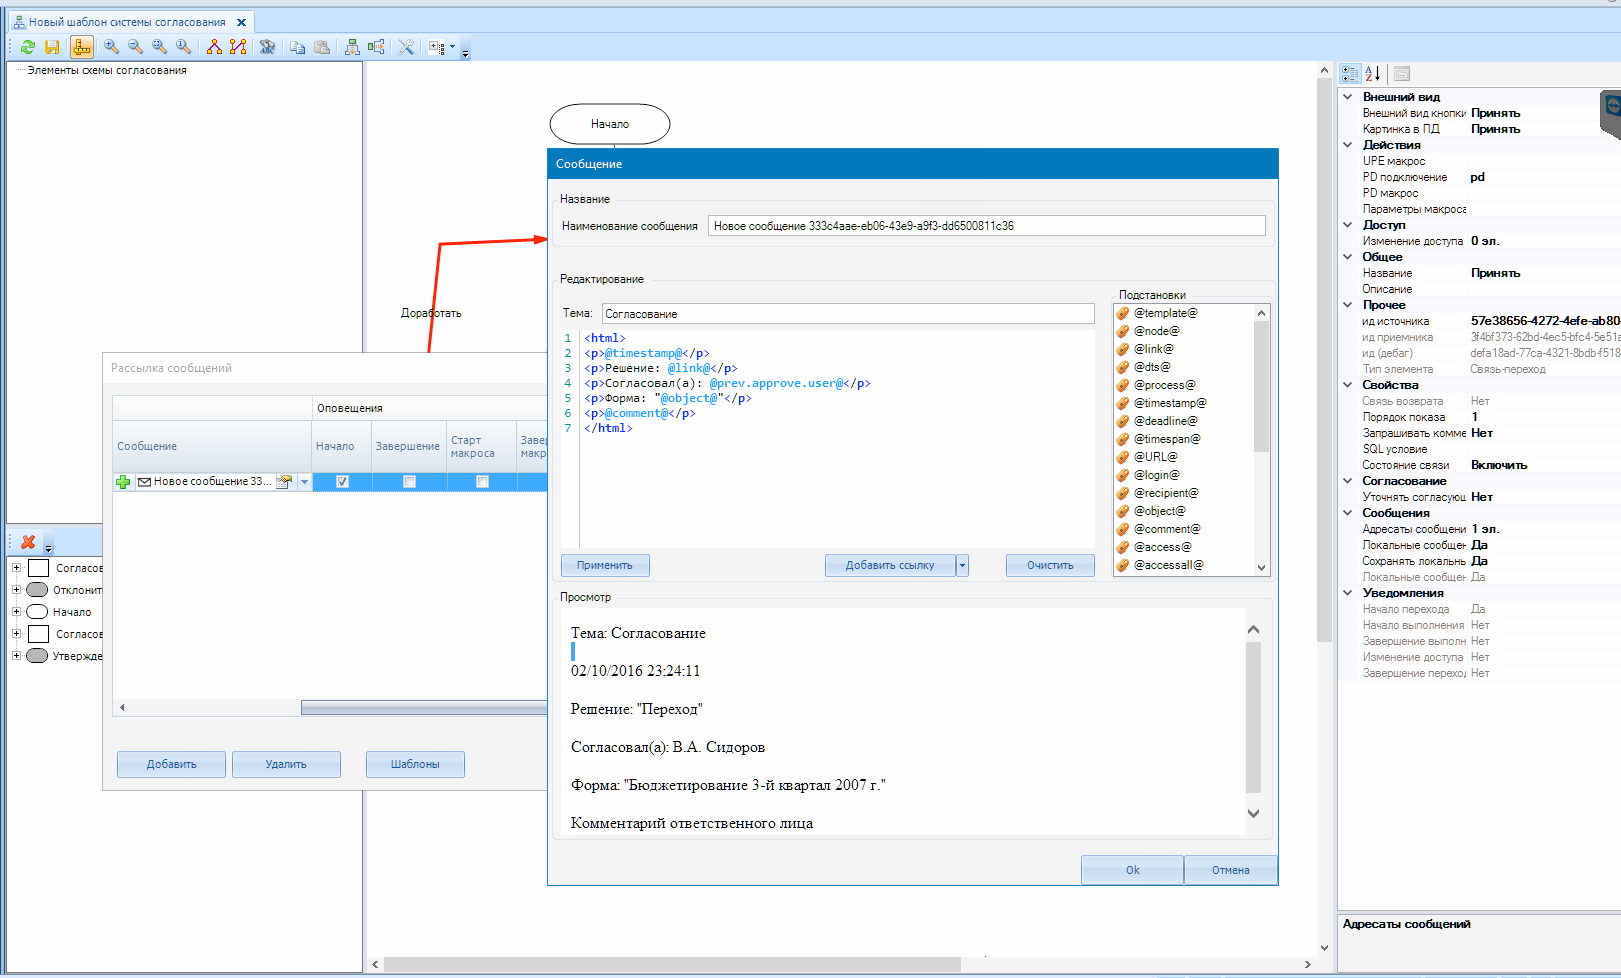 Новый шаблон системы согласования
Элементы схемы согласования
Начало
Доработать
Согласов
Отклонит
Начало
Согласов
Утвержде
Рассылка сообщений
Оповещения
Сообщение
Начало
Завершение
Старт макроса
Завер макр
Новое сообщение 33...
Добавить
Удалить
Шаблоны
Сообщение
Название
Наименование сообщения
Новое сообщение 333c4aae-eb06-43e9-a9f3-dd6500811c36
Редактирование
Тема: Согласование
1 <html>
2 <p>@timestamp@</p>
3 <p>Решение: @link@</p>
4 <p>Согласовал(а): @prev.approve.user@</p>
5 <p>Форма: "@object@"</p>
6 <p>@comment@</p>
7 </html>
Применить
Добавить ссылку
Очистить
Подстановки
@template@
@node@
@link@
@dts@
@process@
@timestamp@
@deadline@
@timespan@
@URL@
@login@
@recipient@
@object@
@comment@
@access@
@accessall@
Просмотр
Тема: Согласование
02/10/2016 23:24:11
Решение: "Переход"
Согласовал(а): В.А. Сидоров
Форма: "Бюджетирование 3-й квартал 2007 г."
Комментарий ответственного лица
Ok
Отмена
Внешний вид
Внешний вид кнопки Принять
Картинка в ПД Принять
Действия
UPE макрос
PD подключение pd
PD макрос
Параметры макроса
Доступ
Изменение доступа 0 эл.
Общее
Название Принять
Описание
Прочее
ид источника 57e38656-4272-4efe-ab80-
ид приемника 3f4bf373-62bd-4ec5-bfc4-5e51a
ид (дебаг) defa18ad-77ca-4321-8bdb-f518
Тип элемента Связь-переход
Свойства
Связь возврата Нет
Порядок показа 1
Запрашивать комме Нет
SQL условие
Состояние связи Включить
Согласование
Уточнять согласующ Нет
Сообщения
Адресаты сообщени 1 эл.
Локальные сообщен Да
Сохранять локальнь Да
Локальные сообщен Да
Уведомления
Начало перехода Да
Начало выполнения Нет
Завершение выполн Нет
Изменение доступа Нет
Завершение переход Нет
Адресаты сообщений